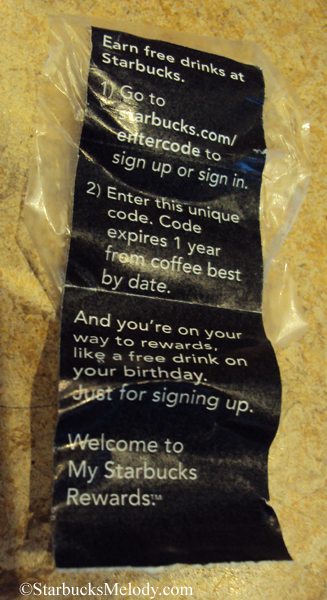 Earn free drinks at
Starbucks.
1) Go to
starbucks.com/
entercode to
sign up or sign in.
2) Enter this unique
code. Code
expires 1 year
from coffee best
by date.
And you're on your
way to rewards,
like a free drink on
your birthday.
Just for signing up.
Welcome to
My Starbucks
Rewards.™
©StarbucksMelody.com